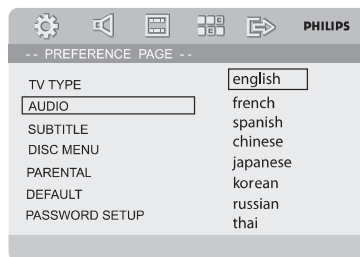 PHILIPS
-- PREFERENCE PAGE --
TV TYPE
AUDIO
SUBTITLE
DISC MENU
PARENTAL
DEFAULT
PASSWORD SETUP
english
french
spanish
chinese
japanese
korean
russian
thai